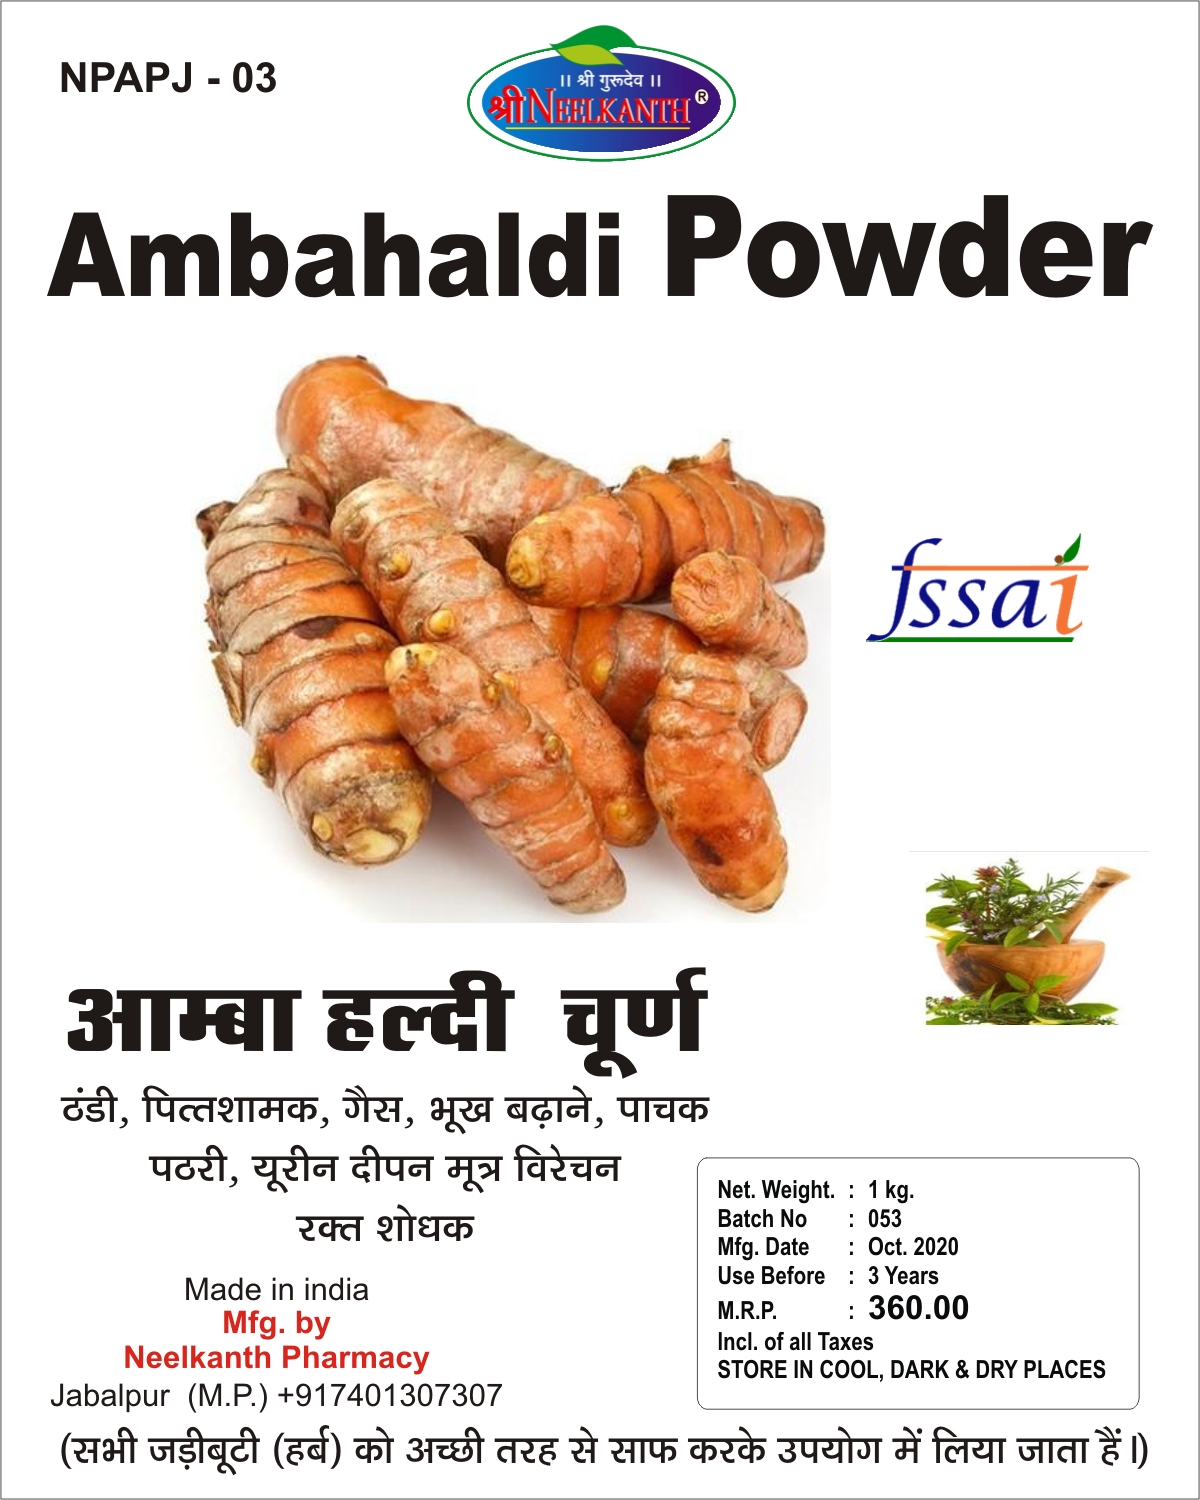 NPAPJ - 03
।। श्री गुरूदेव ।।
श्री NEELKANTH ®
Ambahaldi Powder
fssai
आम्बा हल्दी चूर्ण
ठंडी, पित्तशामक, गैस, भूख बढ़ाने, पाचक
पठरी, यूरीन दीपन मूत्र विरेचन
रक्त शोधक
Made in india
Mfg. by
Neelkanth Pharmacy
Jabalpur (M.P.) +917401307307
Net. Weight. : 1 kg.
Batch No : 053
Mfg. Date : Oct. 2020
Use Before : 3 Years
M.R.P. : 360.00
Incl. of all Taxes
STORE IN COOL, DARK & DRY PLACES
(सभी जड़ीबूटी (हर्ब) को अच्छी तरह से साफ करके उपयोग में लिया जाता हैं।)